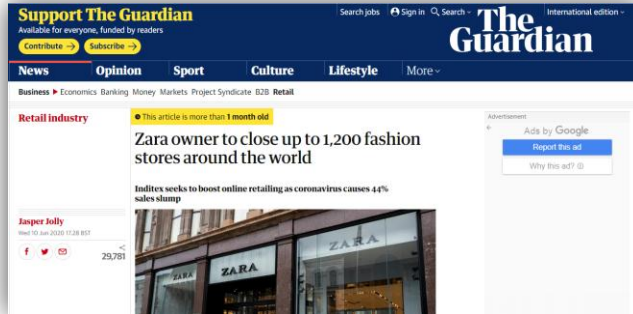 Support The Guardian
Available for everyone, funded by readers
Contribute → Subscribe →
Search jobs Sign in Search
International edition
The Guardian
News Opinion Sport Culture Lifestyle More
Business Economics Banking Money Markets Project Syndicate B2B Retail
Retail industry
This article is more than 1 month old
Zara owner to close up to 1,200 fashion
stores around the world
Inditex seeks to boost online retailing as coronavirus causes 44%
sales slump
Jasper Jolly
Wed 10 Jun 2020 17.28 BST
29,781
ZARA
ZARA
ZARA
Advertisement
Ads by Google
Report this ad
Why this ad?